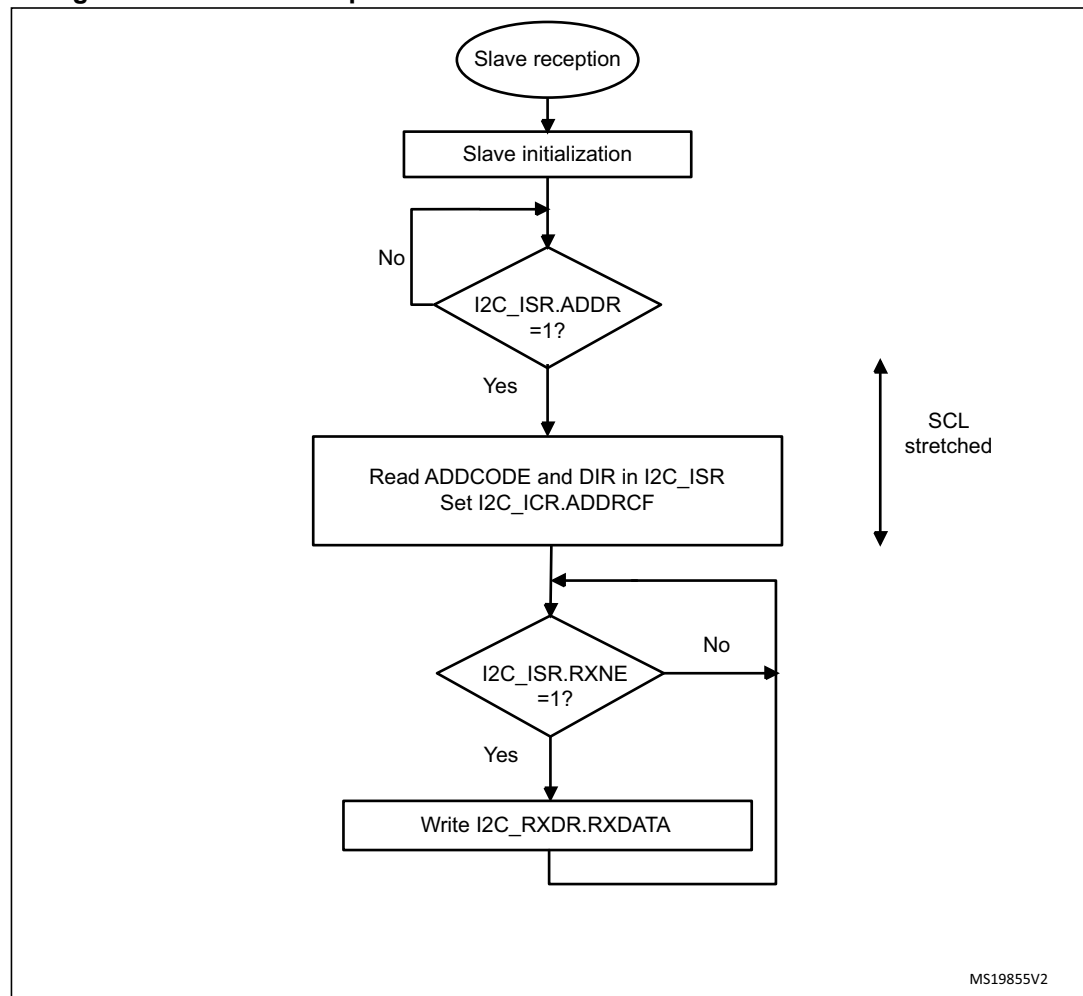 Slave reception
Slave initialization
No
I2C_ISR.ADDR
=1?
Yes
SCL
stretched
Read ADDCODE and DIR in I2C_ISR
Set I2C_ICR.ADDRCF
No
I2C_ISR.RXNE
=1?
Yes
Write I2C_RXDR.RXDATA
MS19855V2